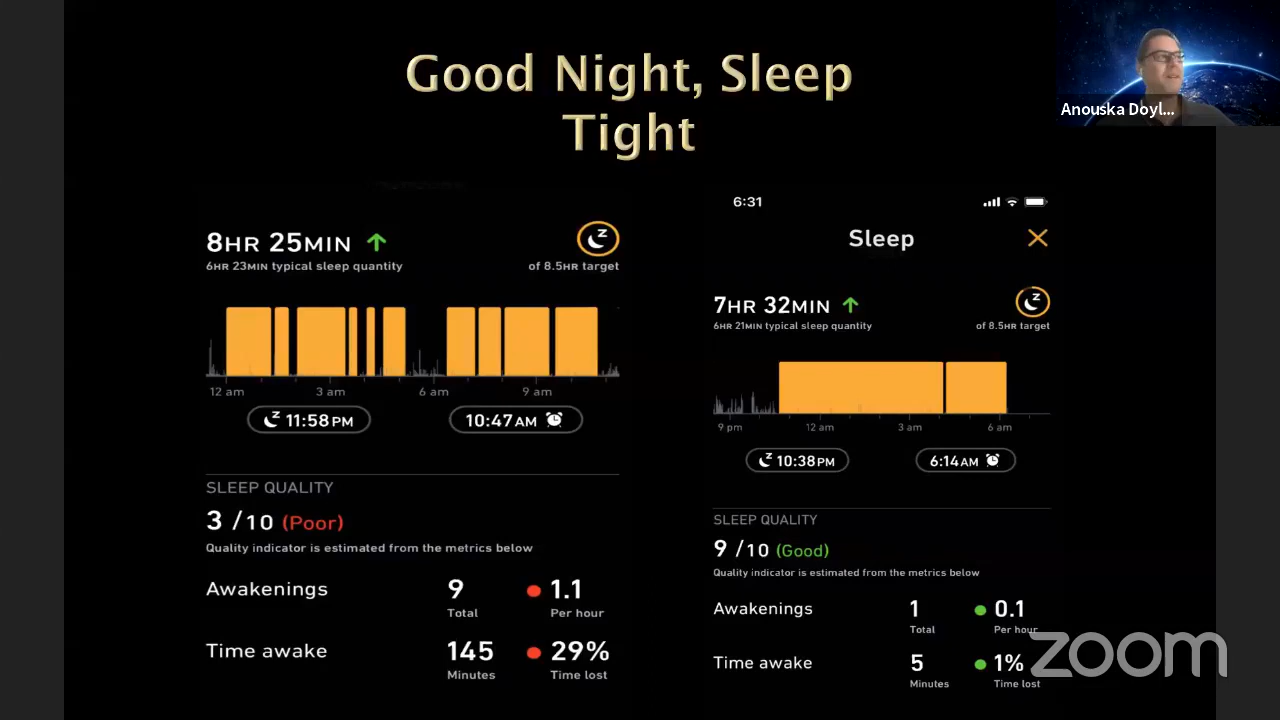 Good Night, Sleep
Tight
Anouska Doyl...
8HR 25MIN
6HR 23MIN typical sleep quantity
z
of 8.5HR target
12 am
3 am
6 am
9 am
z 11:58PM
10:47AM
SLEEP QUALITY
3 /10 (Poor)
Quality indicator is estimated from the metrics below
Awakenings
9
Total
1.1
Per hour
Time awake
145
Minutes
29%
Time lost
6:31
Sleep
7HR 32MIN
6HR 21MIN typical sleep quantity
z
of 8.5HR target
9 pm
12 am
3 am
6 am
z 10:38PM
6:14AM
SLEEP QUALITY
9 /10 (Good)
Quality indicator is estimated from the metrics below
Awakenings
1
Total
0.1
Per hour
Time awake
5
Minutes
1%
Time lost
zoom